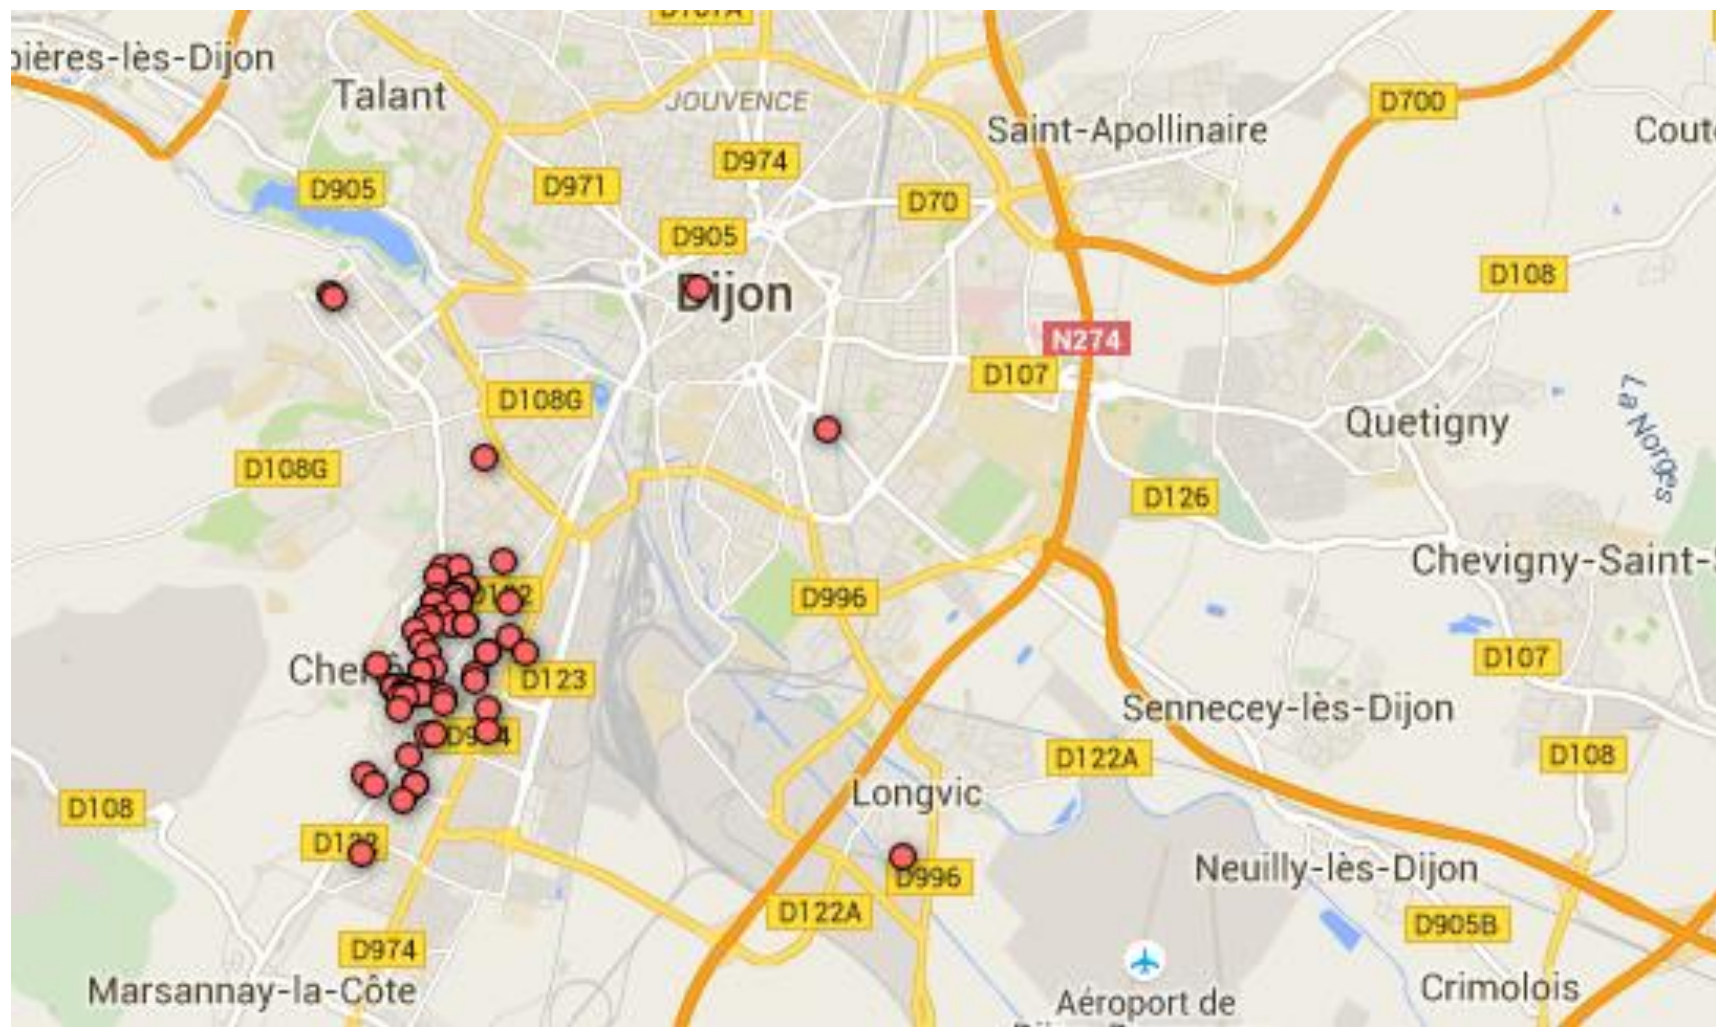 bières-lès-Dijon
Talant
JOUVENCE
D700
Saint-Apollinaire
D974
D905
D971
D70
D905
Dijon
D108
N274
D107
D108G
Quetigny
La Norges
D108G
D126
Chevigny-Saint-
D996
D107
D123
Sennecey-lès-Dijon
D122A
D108
Longvic
D108
Neuilly-lès-Dijon
D996
D122A
D905B
D974
Marsannay-la-Côte
Crimolois
Aéroport de